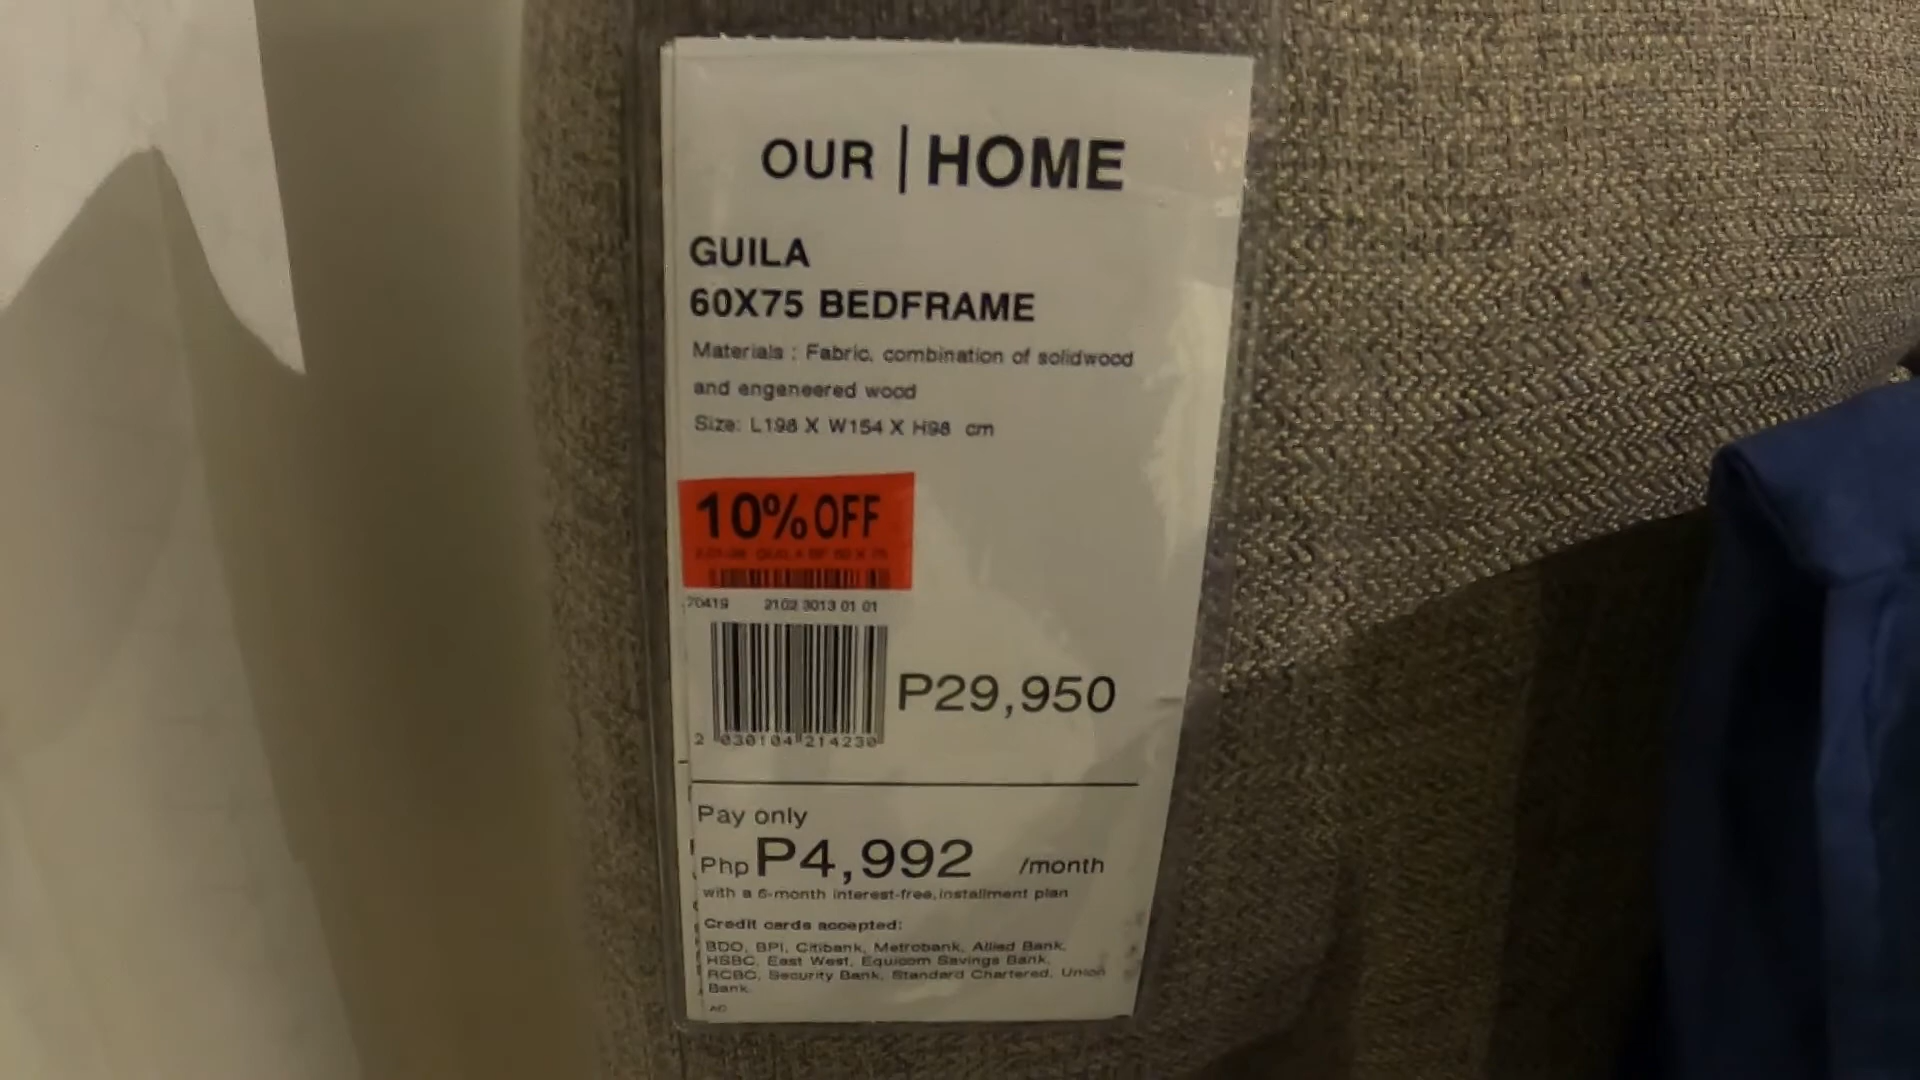 OUR | HOME
GUILA
60X75 BEDFRAME
Materials : Fabric, combination of solidwood
and engeneered wood
Size: L198 X W154 X H98 cm
10% OFF
70419 2102 3013 01 01
P29,950
2 030104 214230
Pay only
Php P4,992 /month
with a 6-month interest-free, installment plan
Credit cards accepted:
BDO, BPI, Citibank, Metrobank, Allied Bank,
HSBC, East West, Equicom Savings Bank,
RCBC, Security Bank, Standard Chartered, Union
Bank